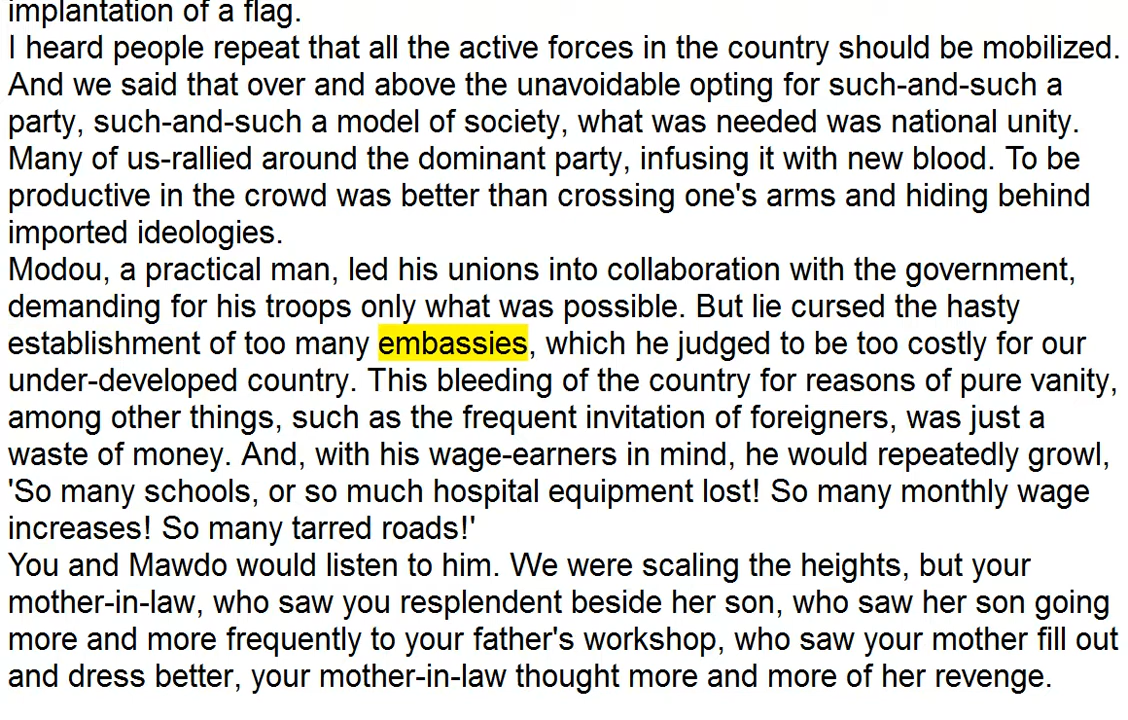 implantation of a flag.
I heard people repeat that all the active forces in the country should be mobilized.
And we said that over and above the unavoidable opting for such-and-such a
party, such-and-such a model of society, what was needed was national unity.
Many of us-rallied around the dominant party, infusing it with new blood. To be
productive in the crowd was better than crossing one's arms and hiding behind
imported ideologies.
Modou, a practical man, led his unions into collaboration with the government,
demanding for his troops only what was possible. But lie cursed the hasty
establishment of too many embassies, which he judged to be too costly for our
under-developed country. This bleeding of the country for reasons of pure vanity,
among other things, such as the frequent invitation of foreigners, was just a
waste of money. And, with his wage-earners in mind, he would repeatedly growl,
'So many schools, or so much hospital equipment lost! So many monthly wage
increases! So many tarred roads!'
You and Mawdo would listen to him. We were scaling the heights, but your
mother-in-law, who saw you resplendent beside her son, who saw her son going
more and more frequently to your father's workshop, who saw your mother fill out
and dress better, your mother-in-law thought more and more of her revenge.